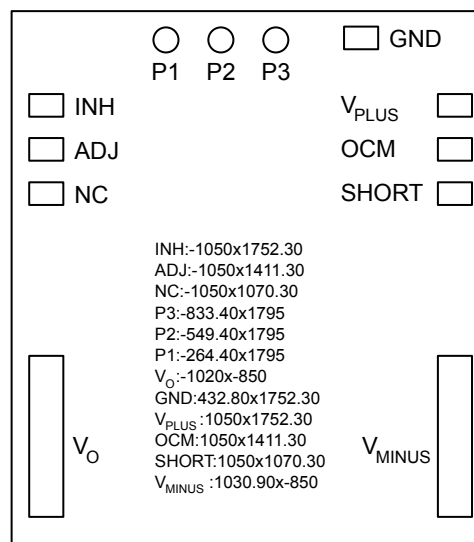 GND
P1 P2 P3
INH VPLUS
ADJ OCM
NC SHORT
INH:-1050x1752.30
ADJ:-1050x1411.30
NC:-1050x1070.30
P3:-833.40x1795
P2:-549.40x1795
P1:-264.40x1795
VO:-1020x-850
GND:432.80x1752.30
VPLUS:1050x1752.30
OCM:1050x1411.30
SHORT:1050x1070.30
VMINUS :1030.90x-850
VO VMINUS